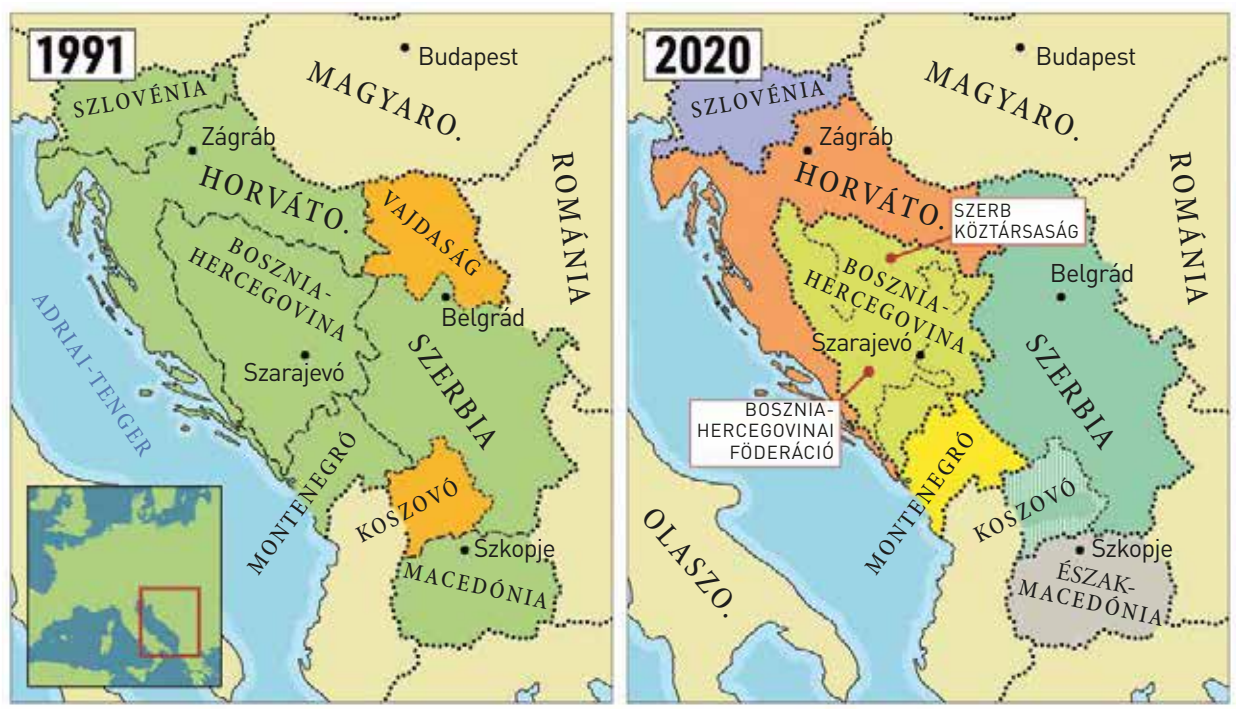 1991
Budapest
MAGYARO.
SZLOVÉNIA
Zágráb
HORVÁTO.
ROMÁNIA
VAJDASÁG
BOSZNIA-
HERCEGOVINA
Belgrád
ADRIAI-TENGER
Szarajevó
SZERBIA
MONTENEGRÓ
KOSZOVÓ
Szkopje
MACEDÓNIA
2020
Budapest
MAGYARO.
SZLOVÉNIA
Zágráb
HORVÁTO.
ROMÁNIA
SZERB
KÖZTÁRSASÁG
BOSZNIA-
HERCEGOVINA
Belgrád
Szarajevó
SZERBIA
BOSZNIA-
HERCEGOVINAI
FÖDERÁCIÓ
MONTENEGRÓ
KOSZOVÓ
OLASZO.
Szkopje
ÉSZAK-
MACEDÓNIA